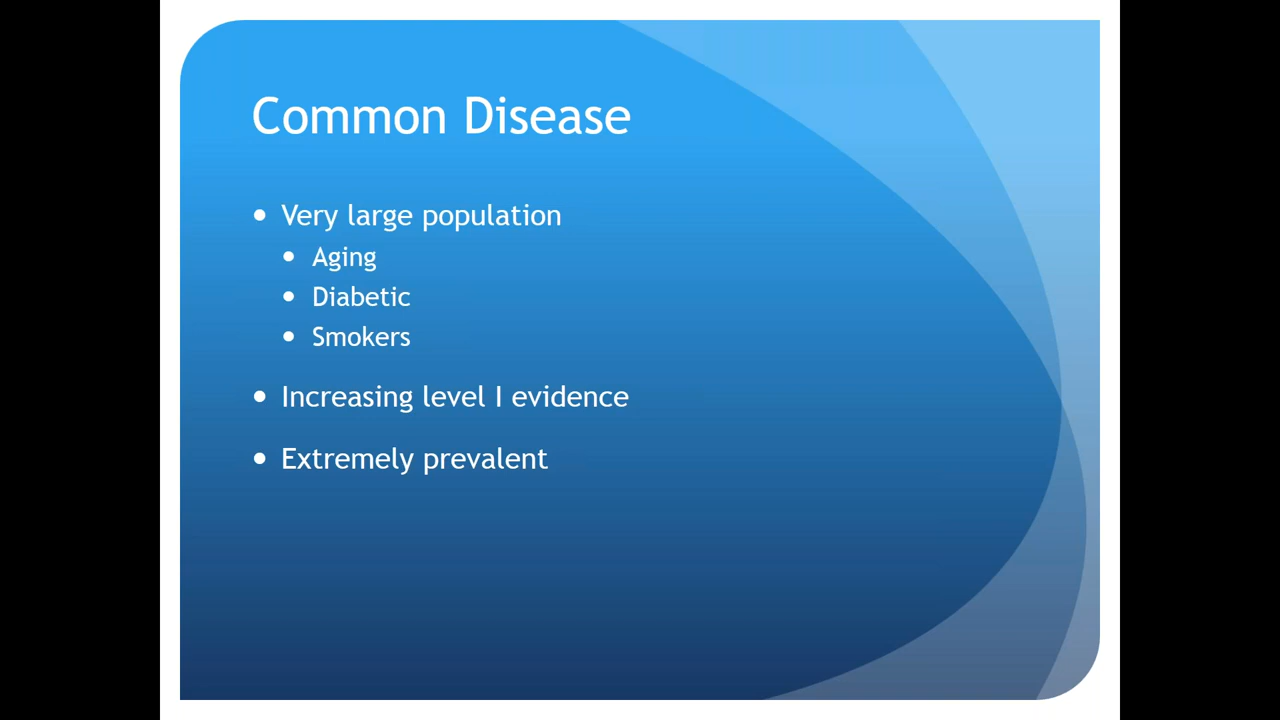 Common Disease
Very large population
Aging
Diabetic
Smokers
Increasing level I evidence
Extremely prevalent